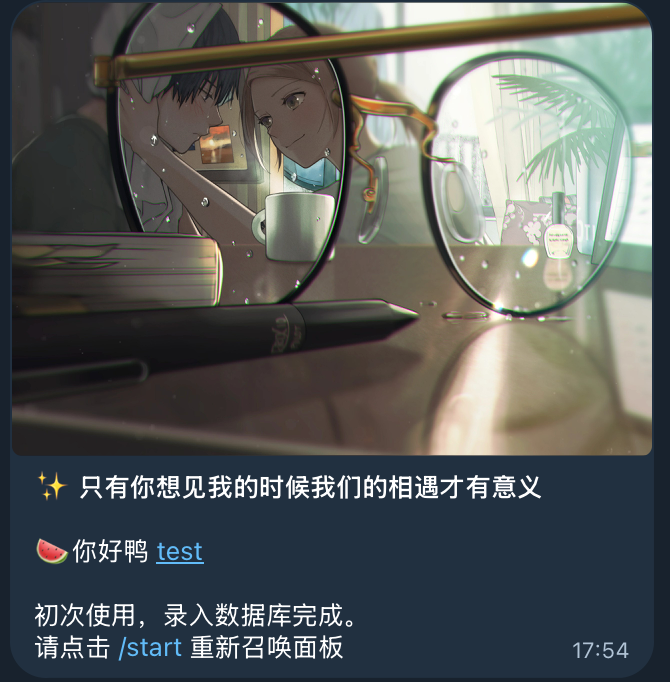 ✨ 只有你想见我的时候我们的相遇才有意义
🍉你好鸭 test
初次使用，录入数据库完成。
请点击 /start 重新召唤面板
17:54